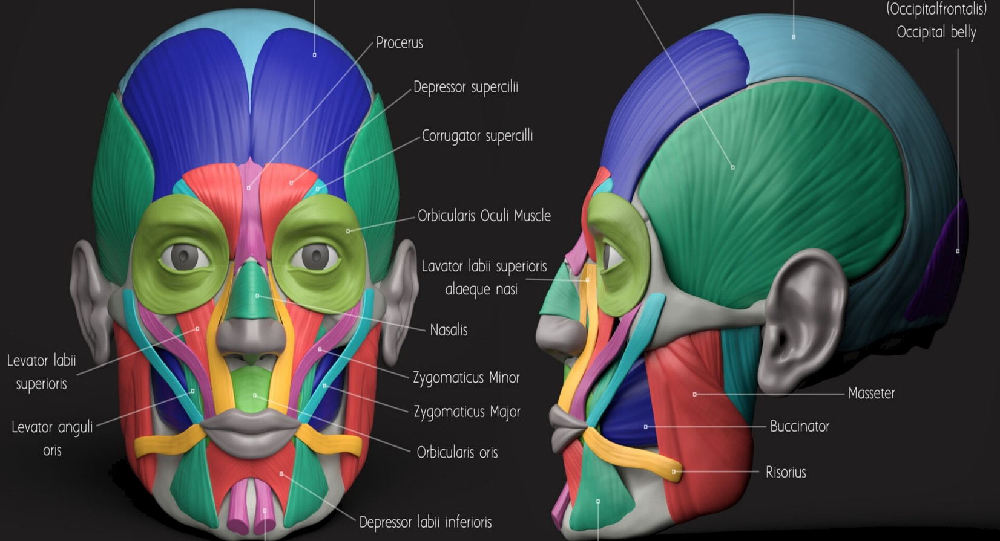 Procerus
Depressor supercilii
Corrugator supercilli
Orbicularis Oculi Muscle
Lavator labii superioris
alaeque nasi
Nasalis
Zygomaticus Minor
Zygomaticus Major
Orbicularis oris
Depressor labii inferioris
Levator labii
superioris
Levator anguli
oris
(Occipitalfrontalis)
Occipital belly
Masseter
Buccinator
Risorius